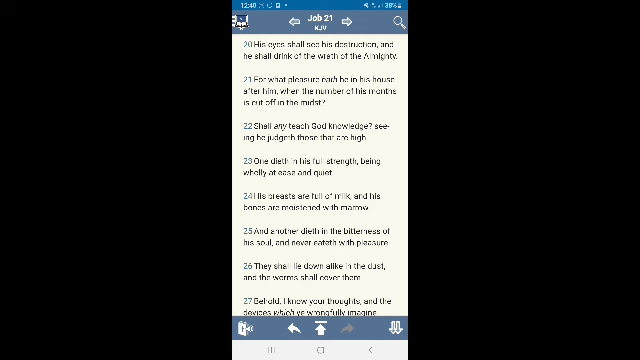 12:40
38%
Job 21
KJV
20 His eyes shall see his destruction, and
he shall drink of the wrath of the Almighty.
21 For what pleasure hath he in his house
after him, when the number of his months
is cut off in the midst?
22 Shall any teach God knowledge? see-
ing he judgeth those that are high.
23 One dieth in his full strength, being
wholly at ease and quiet.
24 His breasts are full of milk, and his
bones are moistened with marrow.
25 And another dieth in the bitterness of
his soul, and never eateth with pleasure.
26 They shall lie down alike in the dust,
and the worms shall cover them.
27 Behold, I know your thoughts, and the
devices which ye wrongfully imagine